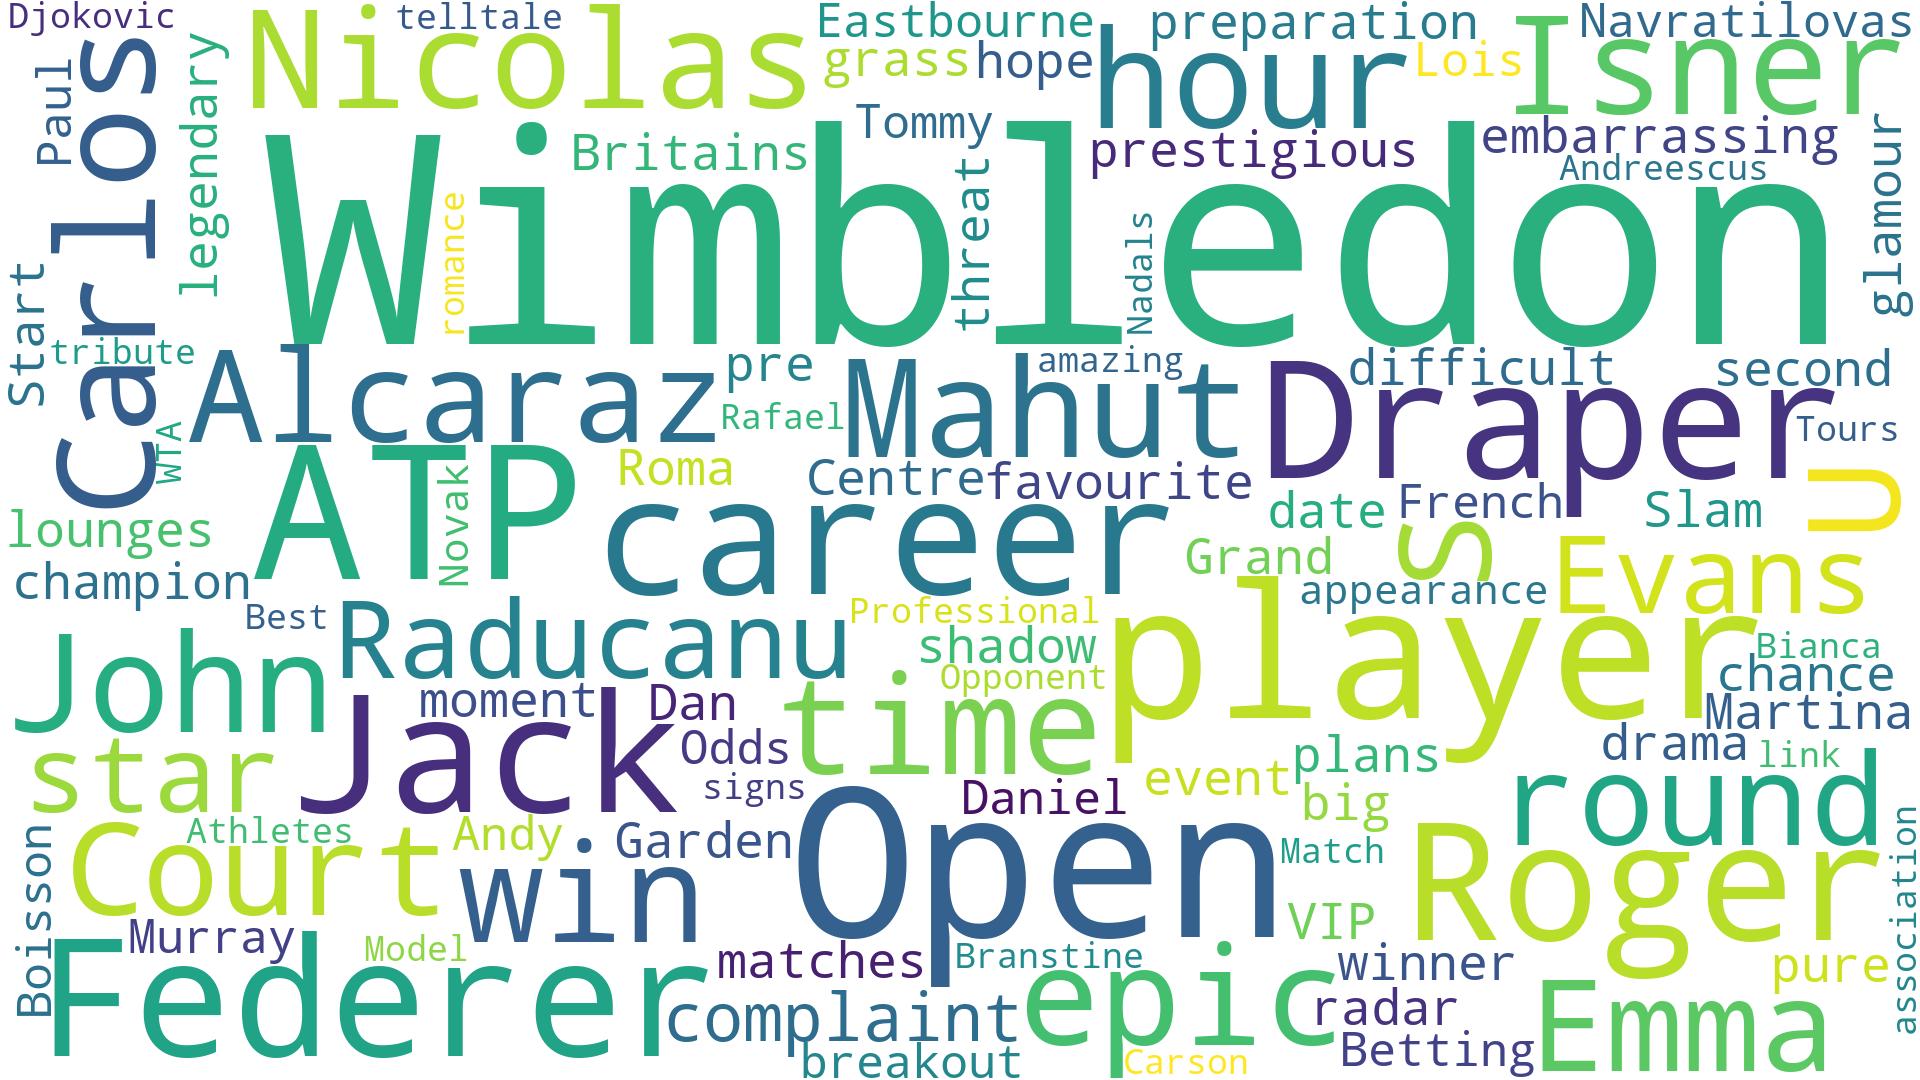 Djokovic
telltale
Nicolas
Eastbourne
preparation
Isner
Navratilovas
Carlos
Paul
legendary
grass
hope
hour
Lois
Tommy
Britains
prestigious
embarrassing
Andreescus
glamour
Wimbledon
romance
threat
Nadals
Start
tribute
Alcaraz
pre
Mahut
amazing
Draper
difficult
second
Rafael
Tours
WTA
ATP
Novak
Roma
Centre
favourite
career
date
French
Slam
U
lounges
champion
Grand
S
Evans
appearance
Best
Raducanu
Professional
shadow
player
Bianca
John
Jack
moment
Dan
time
Opponent
chance
Martina
star
Odds
signs
plans
drama
link
Daniel
event
big
round
Court
Athletes
Andy
Garden
win
Open
Match
Roger
association
Boisson
Murray
Federer
Model
matches
Branstine
epic
VIP
winner
pure
complaint
radar
Emma
breakout
Carson
Betting